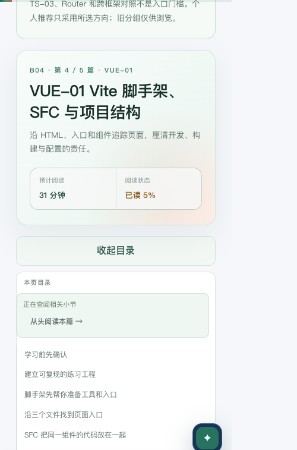 TS-03、Router 和跨框架对照不是入口门槛。个
人推荐只采用所选方向；旧分组仅供浏览。
B04 · 第 4 / 5 篇 · VUE-01
VUE-01 Vite 脚手架、
SFC 与项目结构
沿 HTML、入口和组件追踪页面，厘清开发、构
建与配置的责任。
预计阅读
阅读状态
31 分钟
已读 5%
收起目录
本页目录
正在查阅相关小节
从头阅读本篇 →
学习前先确认
建立可复现的练习工程
脚手架先帮你准备工具和入口
沿三个文件找到页面入口
SFC 把同一组件的代码放在一起